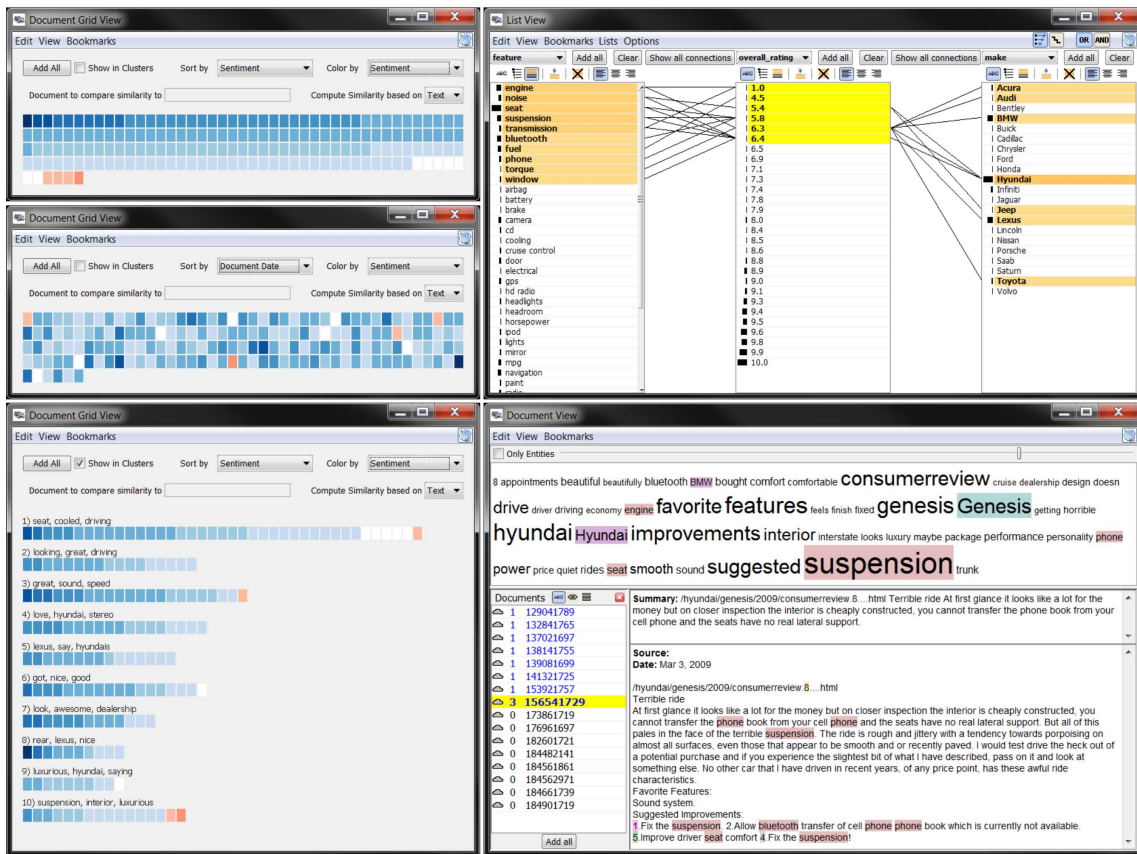 Document Grid View
Edit View Bookmarks
Add All Show in Clusters Sort by Sentiment Color by Sentiment
Document to compare similarity to Compute Similarity based on Text
Document Grid View
Edit View Bookmarks
Add All Show in Clusters Sort by Document Date Color by Sentiment
Document to compare similarity to Compute Similarity based on Text
Document Grid View
Edit View Bookmarks
Add All Show in Clusters Sort by Sentiment Color by Sentiment
Document to compare similarity to Compute Similarity based on Text
1) seat, cooled, driving
2) looking, great, driving
3) great, sound, speed
4) love, hyundai, stereo
5) lexus, say, hyundais
6) got, nice, good
7) look, awesome, dealership
8) rear, lexus, nice
9) luxurious, hyundai, saying
10) suspension, interior, luxurious
List View
Edit View Bookmarks Lists Options OR AND
feature Add all Clear Show all connections overall_rating Add all Clear Show all connections make Add all Clear
ABC ABC ABC
engine
noise
seat
suspension
transmission
bluetooth
fuel
phone
torque
window
airbag
battery
brake
camera
cd
cooling
cruise control
door
electrical
gps
hd radio
headlights
headroom
horsepower
ipod
lights
mirror
mpg
navigation
paint
radio
1.0
4.5
5.4
5.8
6.3
6.4
6.5
6.9
7.1
7.3
7.4
7.8
7.9
8.0
8.4
8.5
8.6
8.8
8.9
9.0
9.1
9.3
9.4
9.5
9.6
9.8
9.9
10.0
Acura
Audi
Bentley
BMW
Buick
Cadillac
Chrysler
Ford
Honda
Hyundai
Infiniti
Jaguar
Jeep
Lexus
Lincoln
Nissan
Porsche
Saab
Saturn
Toyota
Volvo
Document View
Edit View Bookmarks
Only Entities
8 appointments beautiful beautifully bluetooth BMW bought comfort comfortable consumerreview cruise dealership design doesn
drive driver driving economy engine favorite features feels finish fixed genesis Genesis getting horrible
hyundai Hyundai improvements interior interstate looks luxury maybe package performance personality phone
power price quiet rides seat smooth sound suggested suspension trunk
Documents ABC
1 129041789
1 132841765
1 137021697
1 138141755
1 139081699
1 141321725
1 153921757
3 156541729
0 173861719
0 176961697
0 182601721
0 184482141
0 184561861
0 184562971
0 184661739
0 184901719
Add all
Summary: /hyundai/genesis/2009/consumerreview.8....html Terrible ride At first glance it looks like a lot for the
money but on closer inspection the interior is cheaply constructed, you cannot transfer the phone book from your
cell phone and the seats have no real lateral support.
Source:
Date: Mar 3, 2009
/hyundai/genesis/2009/consumerreview.8....html
Terrible ride
At first glance it looks like a lot for the money but on closer inspection the interior is cheaply constructed, you
cannot transfer the phone book from your cell phone and the seats have no real lateral support. But all of this
pales in the face of the terrible suspension. The ride is rough and jittery with a tendency towards porpoising on
almost all surfaces, even those that appear to be smooth and or recently paved. I would test drive the heck out of
a potential purchase and if you experience the slightest bit of what I have described, pass on it and look at
something else. No other car that I have driven in recent years, of any price point, has these awful ride
characteristics.
Favorite Features:
Sound system.
Suggested Improvements:
1.Fix the suspension. 2.Allow bluetooth transfer of cell phone phone book which is currently not available.
5.Improve driver seat comfort 4.Fix the suspension!